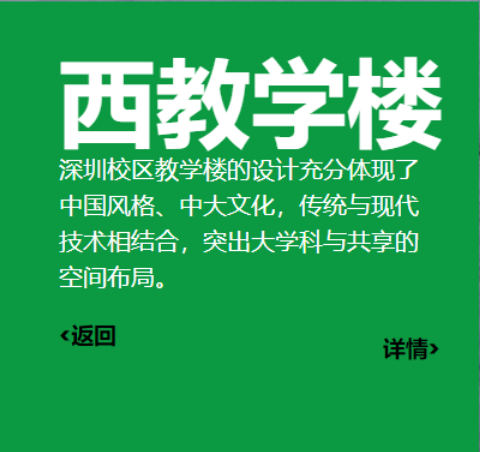 西教学楼
深圳校区教学楼的设计充分体现了
中国风格、中大文化，传统与现代
技术相结合，突出大学科与共享的
空间布局。
<返回
详情>